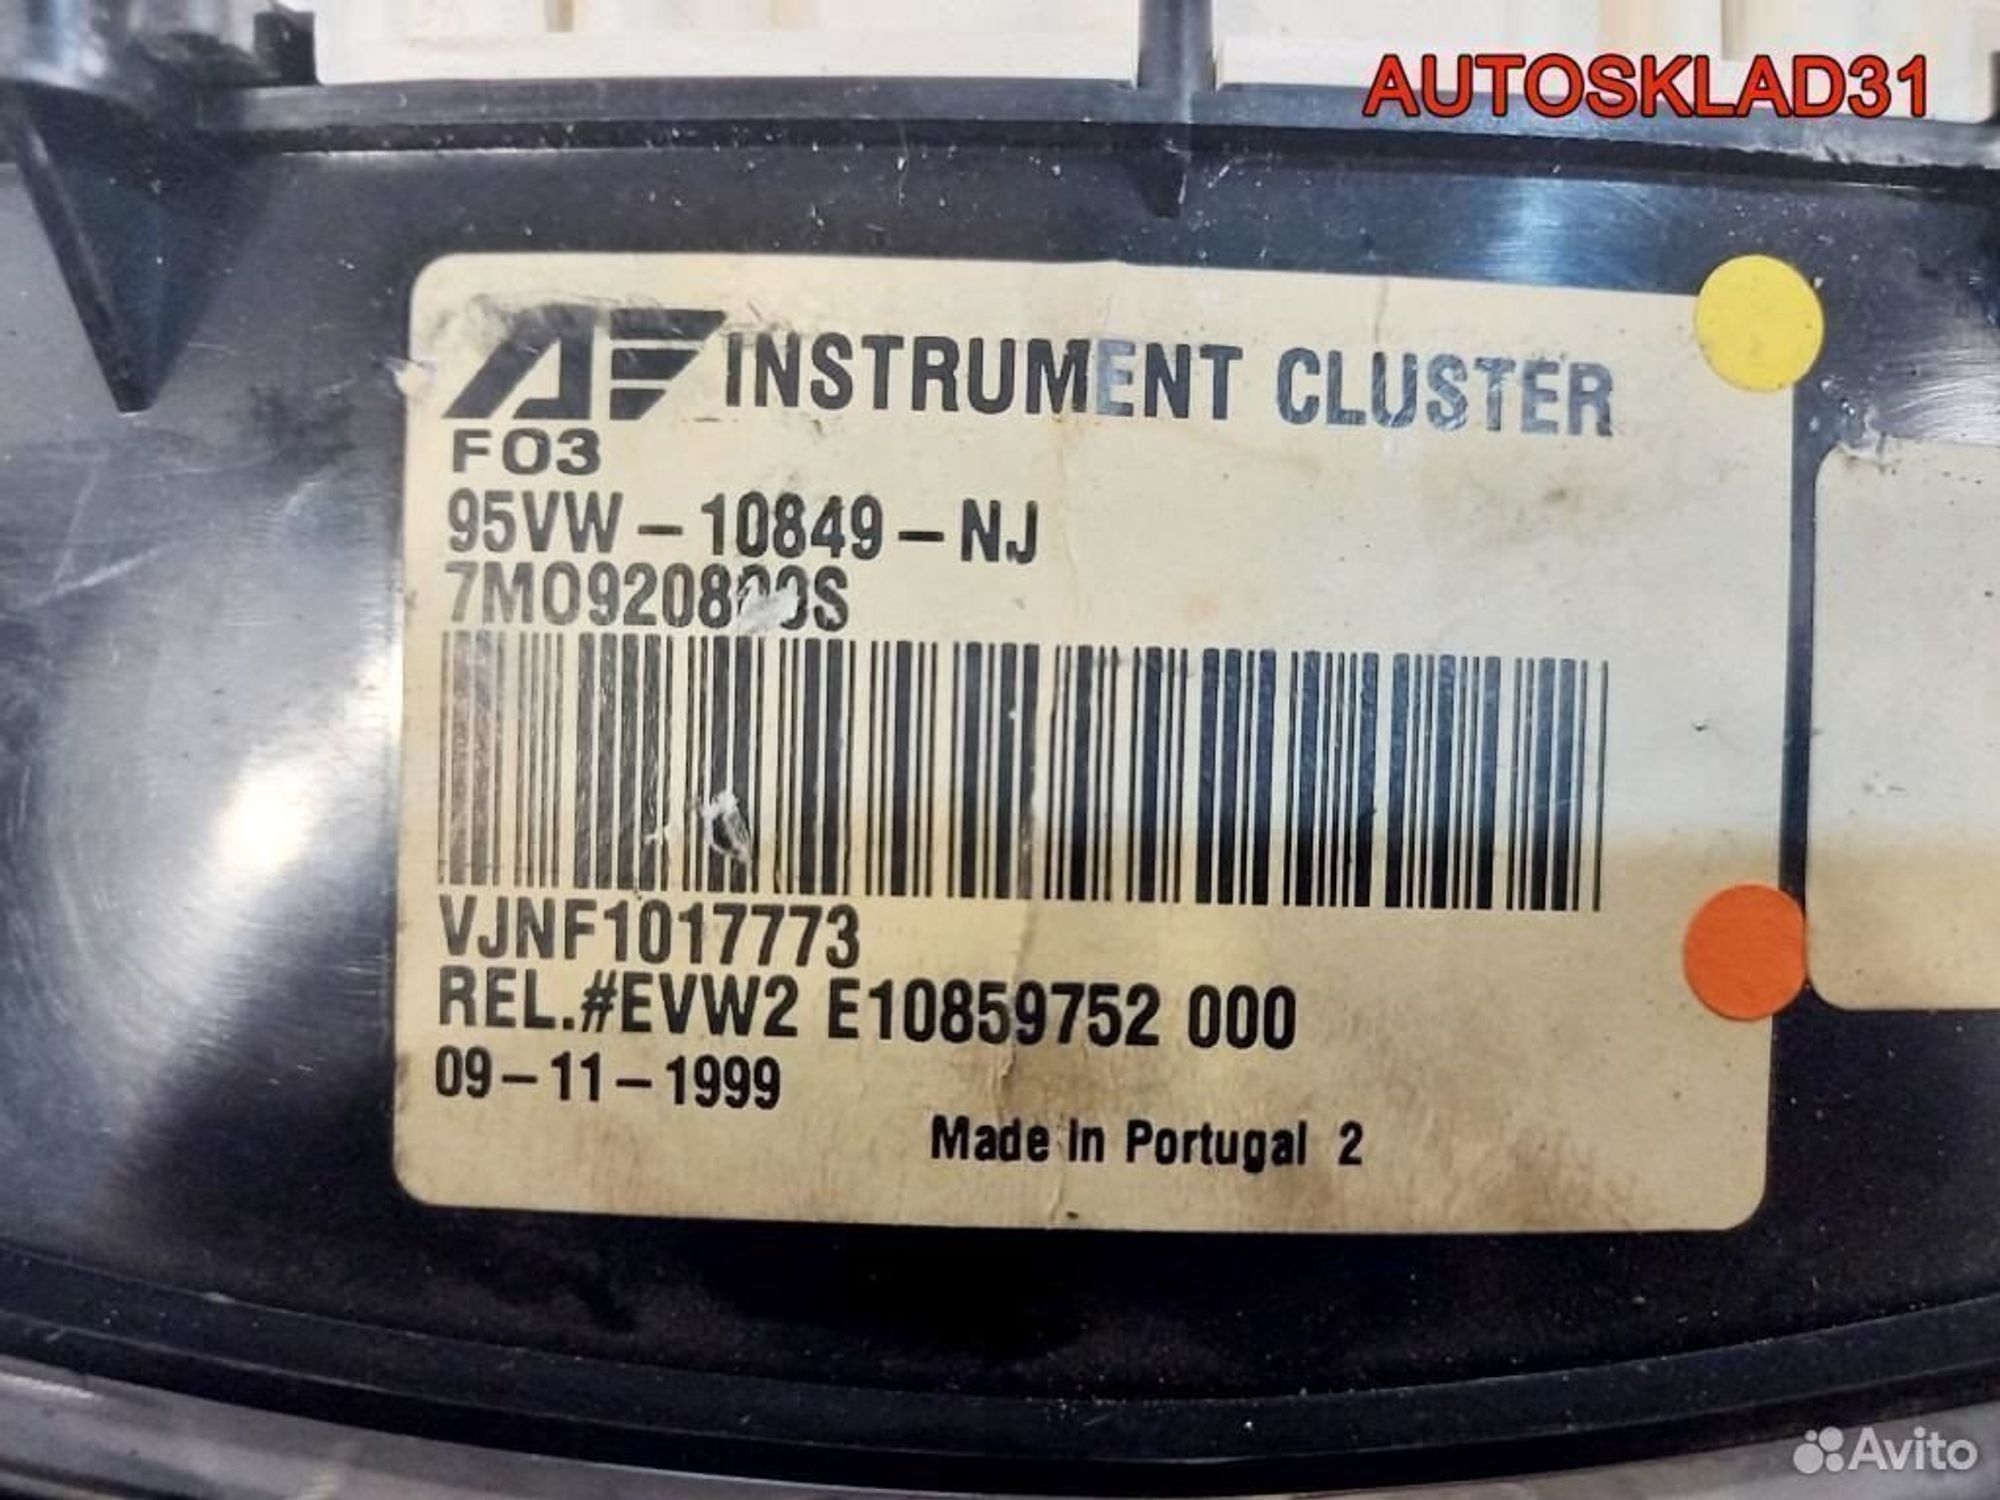 AUTOSKLAD31
INSTRUMENT CLUSTER
F03
95VW-10849-NJ
VJNF1017773
REL.#EVW2 E10859752 000
09-11-1999
Made In Portugal 2
Avito